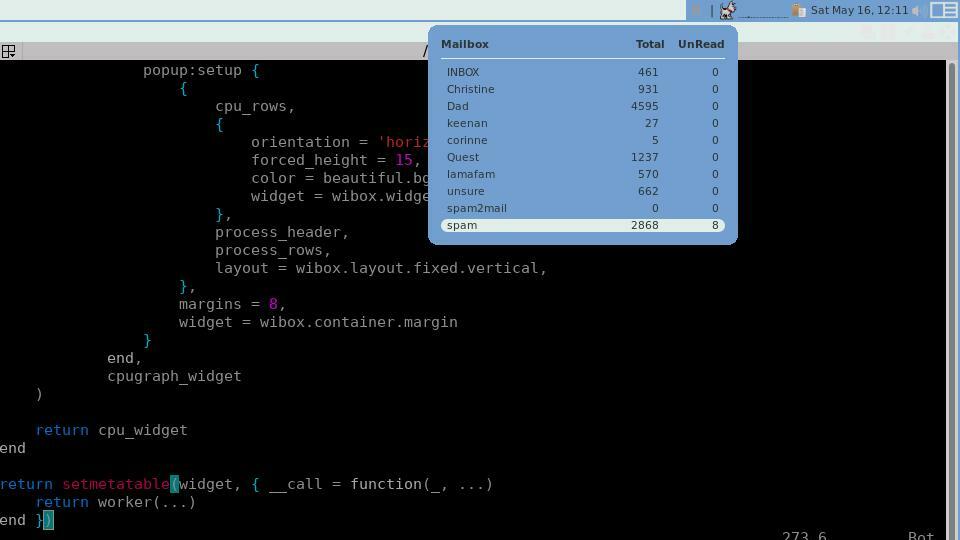 Sat May 16, 12:11
Mailbox Total UnRead
INBOX 461 0
Christine 931 0
Dad 4595 0
keenan 27 0
corinne 5 0
Quest 1237 0
lamafam 570 0
unsure 662 0
spam2mail 0 0
spam 2868 8
popup:setup {
{
cpu_rows,
{
orientation = 'horiz
forced_height = 15,
color = beautiful.bg
widget = wibox.widge
},
process_header,
process_rows,
layout = wibox.layout.fixed.vertical,
},
margins = 8,
widget = wibox.container.margin
}
end,
cpugraph_widget
)
return cpu_widget
end
return setmetatable(widget, { __call = function(_, ...)
return worker(...)
end })
273,6 Bot